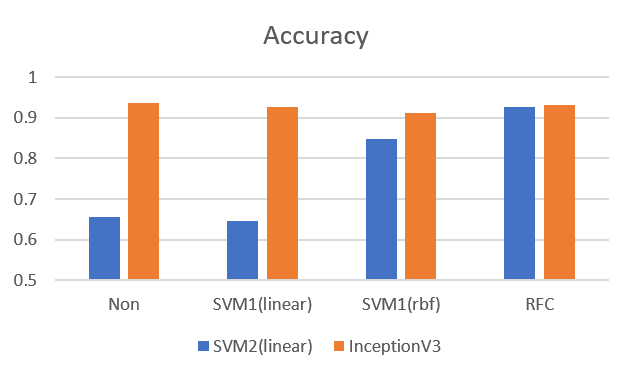 Accuracy
1
0.9
0.8
0.7
0.6
0.5
Non SVM1(linear) SVM1(rbf) RFC
SVM2(linear) InceptionV3